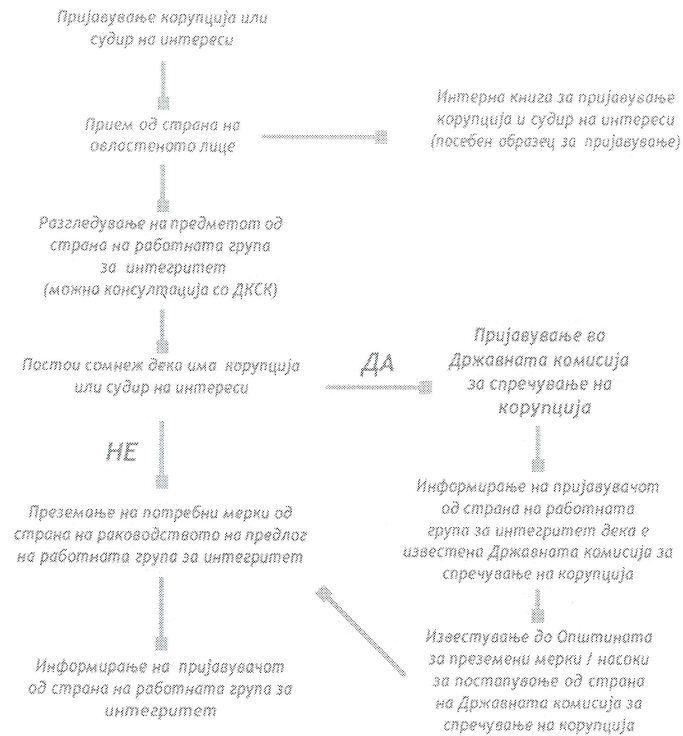 Пријавување корупција или
судир на интереси
Прием од страна на
овластеното лице
Интерна книга за пријавување
корупција и судир на интереси
(посебен образец за пријавување)
Разгледување на предметот од
страна на работната група
за интегритет
(можна консултација со ДКСК)
Постои сомнеж дека има корупција
или судир на интереси
ДА
Пријавување во
Државната комисија
за спречување на
корупција
НЕ
Преземање на потребни мерки од
страна на раководството на предлог
на работната група за интегритет
Информирање на пријавувачот
од страна на работната
група за интегритет дека е
известена Државната комисија за
спречување на корупција
Информирање на пријавувачот
од страна на работната група за
интегритет
Известување до Општината
за преземени мерки / насоки
за постапување од страна
на Државната комисија за
спречување на корупција